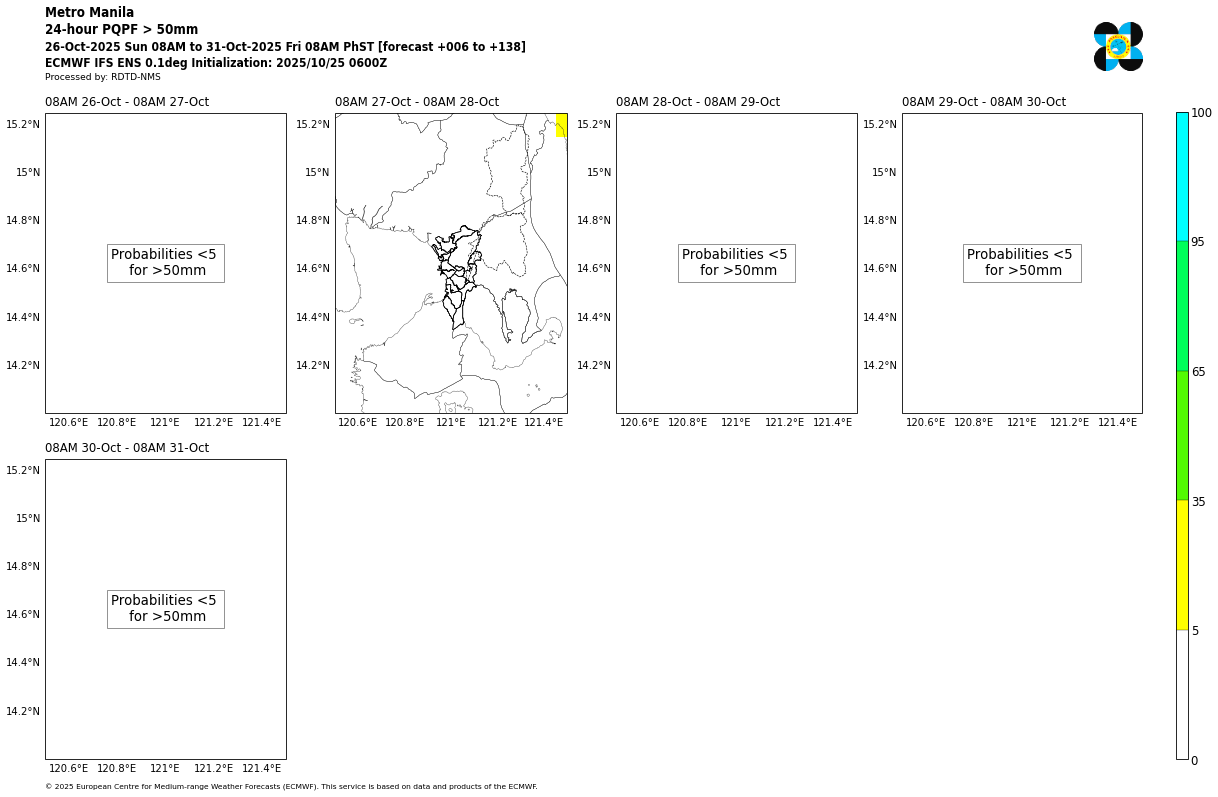 Metro Manila
24-hour PQPF > 50mm
26-Oct-2025 Sun 08AM to 31-Oct-2025 Fri 08AM PhST [forecast +006 to +138]
ECMWF IFS ENS 0.1deg Initialization: 2025/10/25 0600Z
Processed by: RDTD-NMS
08AM 26-Oct - 08AM 27-Oct
15.2°N
15°N
14.8°N
14.6°N
14.4°N
14.2°N
Probabilities <5
for >50mm
120.6°E 120.8°E 121°E 121.2°E 121.4°E
08AM 27-Oct - 08AM 28-Oct
15.2°N
15°N
14.8°N
14.6°N
14.4°N
14.2°N
120.6°E 120.8°E 121°E 121.2°E 121.4°E
08AM 28-Oct - 08AM 29-Oct
15.2°N
15°N
14.8°N
14.6°N
14.4°N
14.2°N
Probabilities <5
for >50mm
120.6°E 120.8°E 121°E 121.2°E 121.4°E
08AM 29-Oct - 08AM 30-Oct
15.2°N
15°N
14.8°N
14.6°N
14.4°N
14.2°N
Probabilities <5
for >50mm
120.6°E 120.8°E 121°E 121.2°E 121.4°E
100
95
65
35
5
0
08AM 30-Oct - 08AM 31-Oct
15.2°N
15°N
14.8°N
14.6°N
14.4°N
14.2°N
Probabilities <5
for >50mm
120.6°E 120.8°E 121°E 121.2°E 121.4°E
© 2025 European Centre for Medium-range Weather Forecasts (ECMWF). This service is based on data and products of the ECMWF.